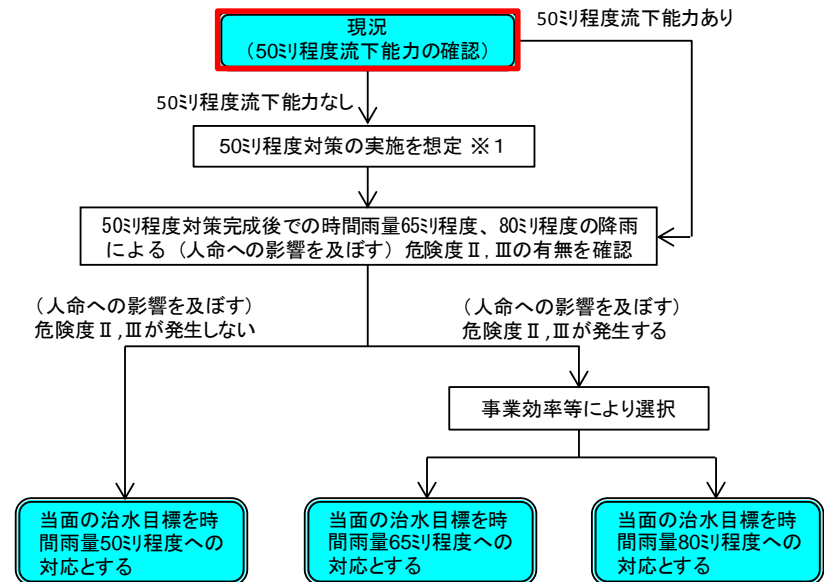 50ﾐﾘ程度流下能力あり
現況
（50ﾐﾘ程度流下能力の確認）
50ﾐﾘ程度流下能力なし
50ﾐﾘ程度対策の実施を想定 ※１
50ﾐﾘ程度対策完成後での時間雨量65ﾐﾘ程度、80ﾐﾘ程度の降雨
による（人命への影響を及ぼす）危険度Ⅱ,Ⅲの有無を確認
（人命への影響を及ぼす）
危険度Ⅱ,Ⅲが発生しない
（人命への影響を及ぼす）
危険度Ⅱ,Ⅲが発生する
事業効率等により選択
当面の治水目標を時
間雨量50ﾐﾘ程度への
対応とする
当面の治水目標を時
間雨量65ﾐﾘ程度への
対応とする
当面の治水目標を時
間雨量80ﾐﾘ程度への
対応とする